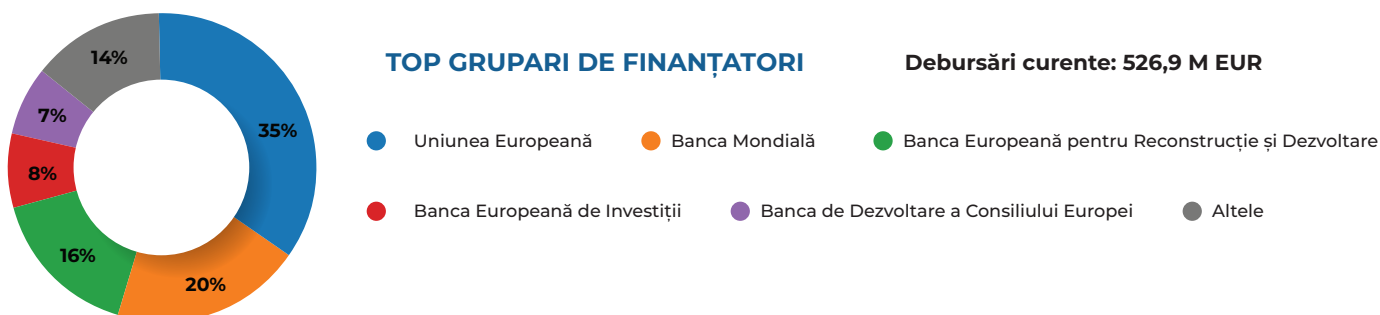 TOP GRUPARI DE FINANȚATORI
Debursări curente: 526,9 M EUR
14%
7%
35%
8%
16%
20%
Uniunea Europeană
Banca Mondială
Banca Europeană pentru Reconstrucție și Dezvoltare
Banca Europeană de Investiții
Banca de Dezvoltare a Consiliului Europei
Altele